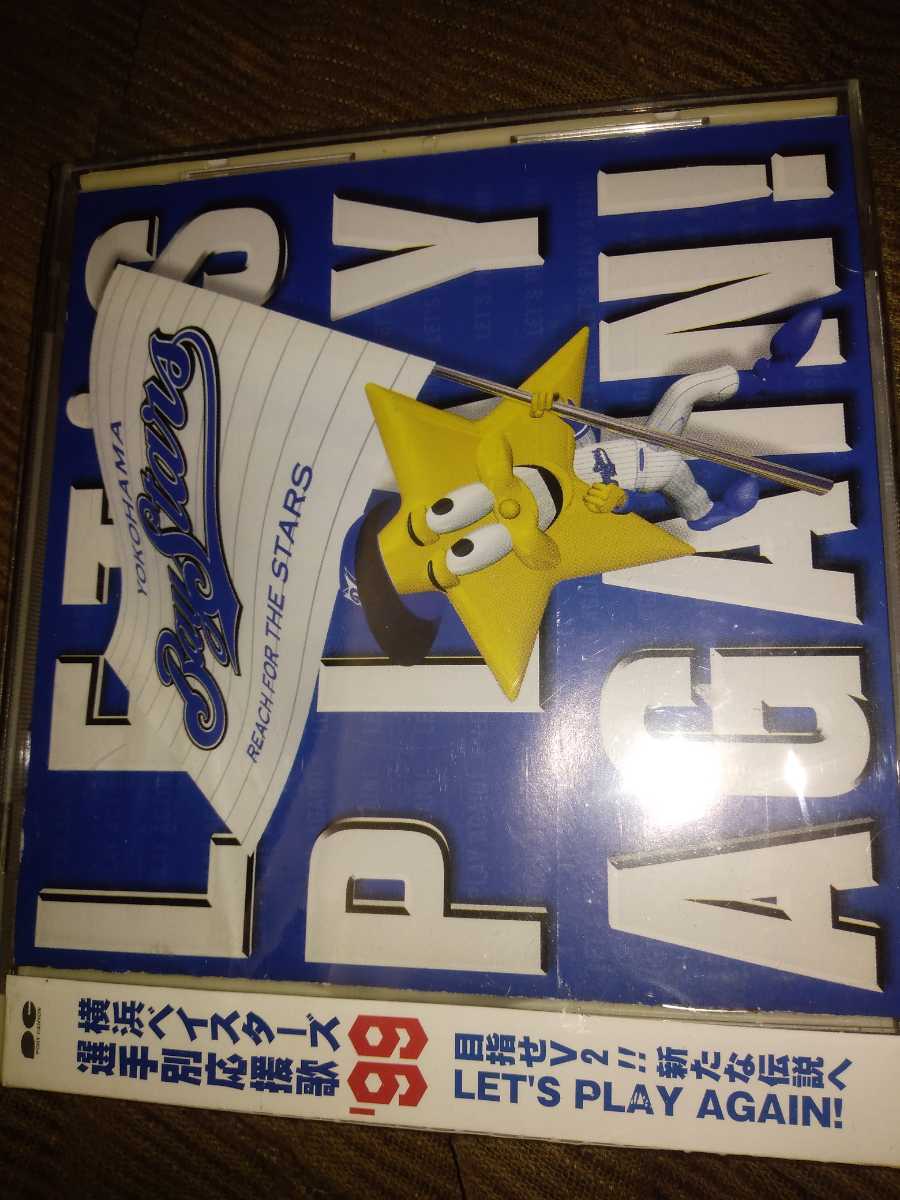 LET'S
PLAY
AGAIN!
YOKOHAMA
BayStars
REACH FOR THE STARS
横浜ベイスターズ
選手別応援歌
'99
目指せV2!!新たな伝説へ
LET'S PLAY AGAIN!
PONY CANYON